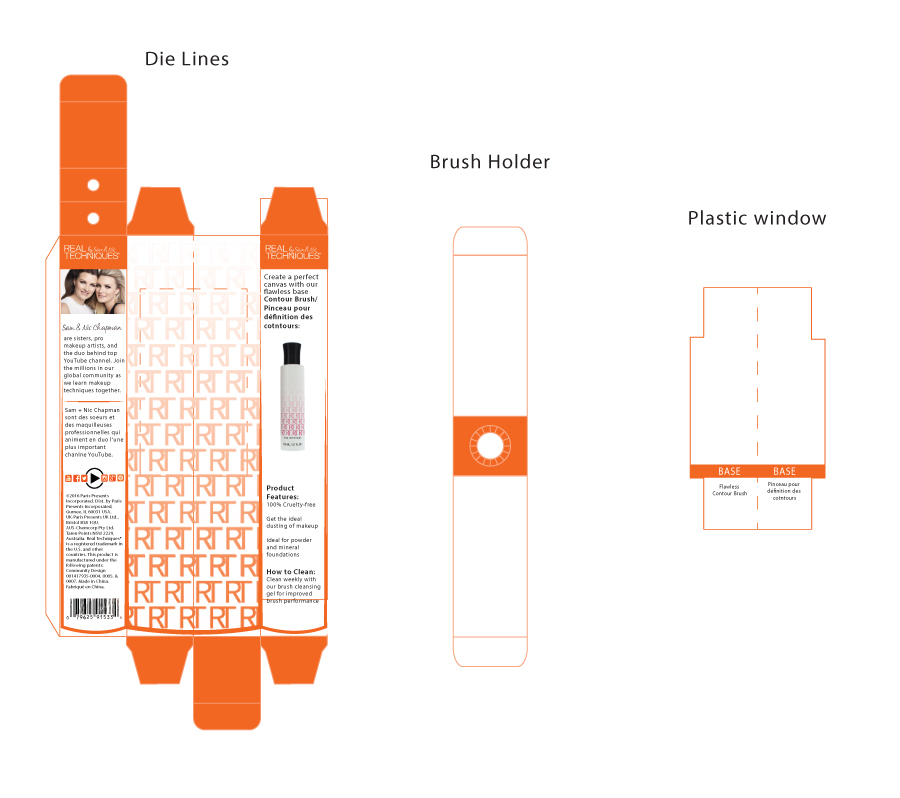 Die Lines
Brush Holder
Plastic window
REAL & Sam & Nic
TECHNIQUES®
Sam & Nic Chapman
are sisters, pro
makeup artists, and
the duo behind top
YouTube channel. Join
the millions in our
global community as
we learn makeup
techniques together.
Sam + Nic Chapman
sont des soeurs et
des maquilleuses
professionnelles qui
animent en duo l'une
plus important
chanîne YouTube.
©2016 Paris Presents
Incorporated. Dist. by Paris
Presents Incorporated,
Gurnee, IL 60031 USA,
UK: Paris Presents UK Ltd.,
Bristol BS8 1QU.
AUS: Chemcorp Pty Ltd.
Taren Points NSW 2229,
Australia. Real Techniques®
is a registered trademark in
the U.S. and other
countries. This product is
manufactured under the
following patents:
Community Design
001417935-0004, 0005, &
0007. Made in China.
Fabriqué en China.
RT RT RT RT
REAL & Sam & Nic
TECHNIQUES®
Create a perfect
canvas with our
flawless base
Contour Brush/
Pinceau pour
définition des
cotntours:
Product
Features:
100% Cruelty-free
Get the ideal
dusting of makeup
Ideal for powder
and mineral
foundations
How to Clean:
Clean weekly with
our brush cleansing
gel for improved
brush performance
BASE BASE
Flawless
Contour Brush
Pinceau pour
définition des
contours